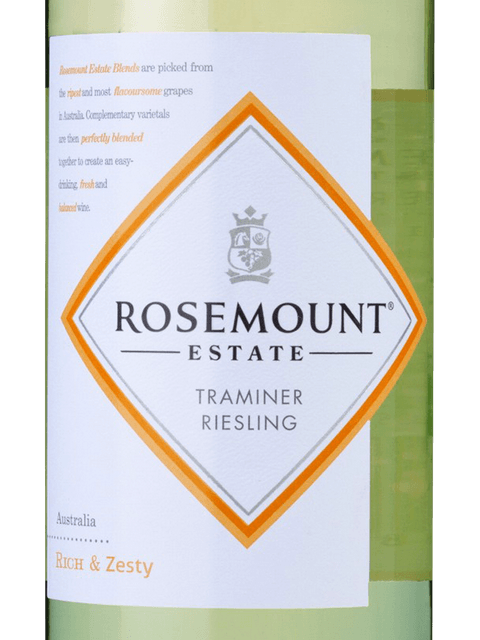 Rosemount Estate Blends are picked from
the ripest and most flavoursome grapes
in Australia. Complementary varietals
are then perfectly blended
together to create an easy-
drinking, fresh and
balanced wine.
ROSEMOUNT®
ESTATE
TRAMINER
RIESLING
Australia
RICH & Zesty